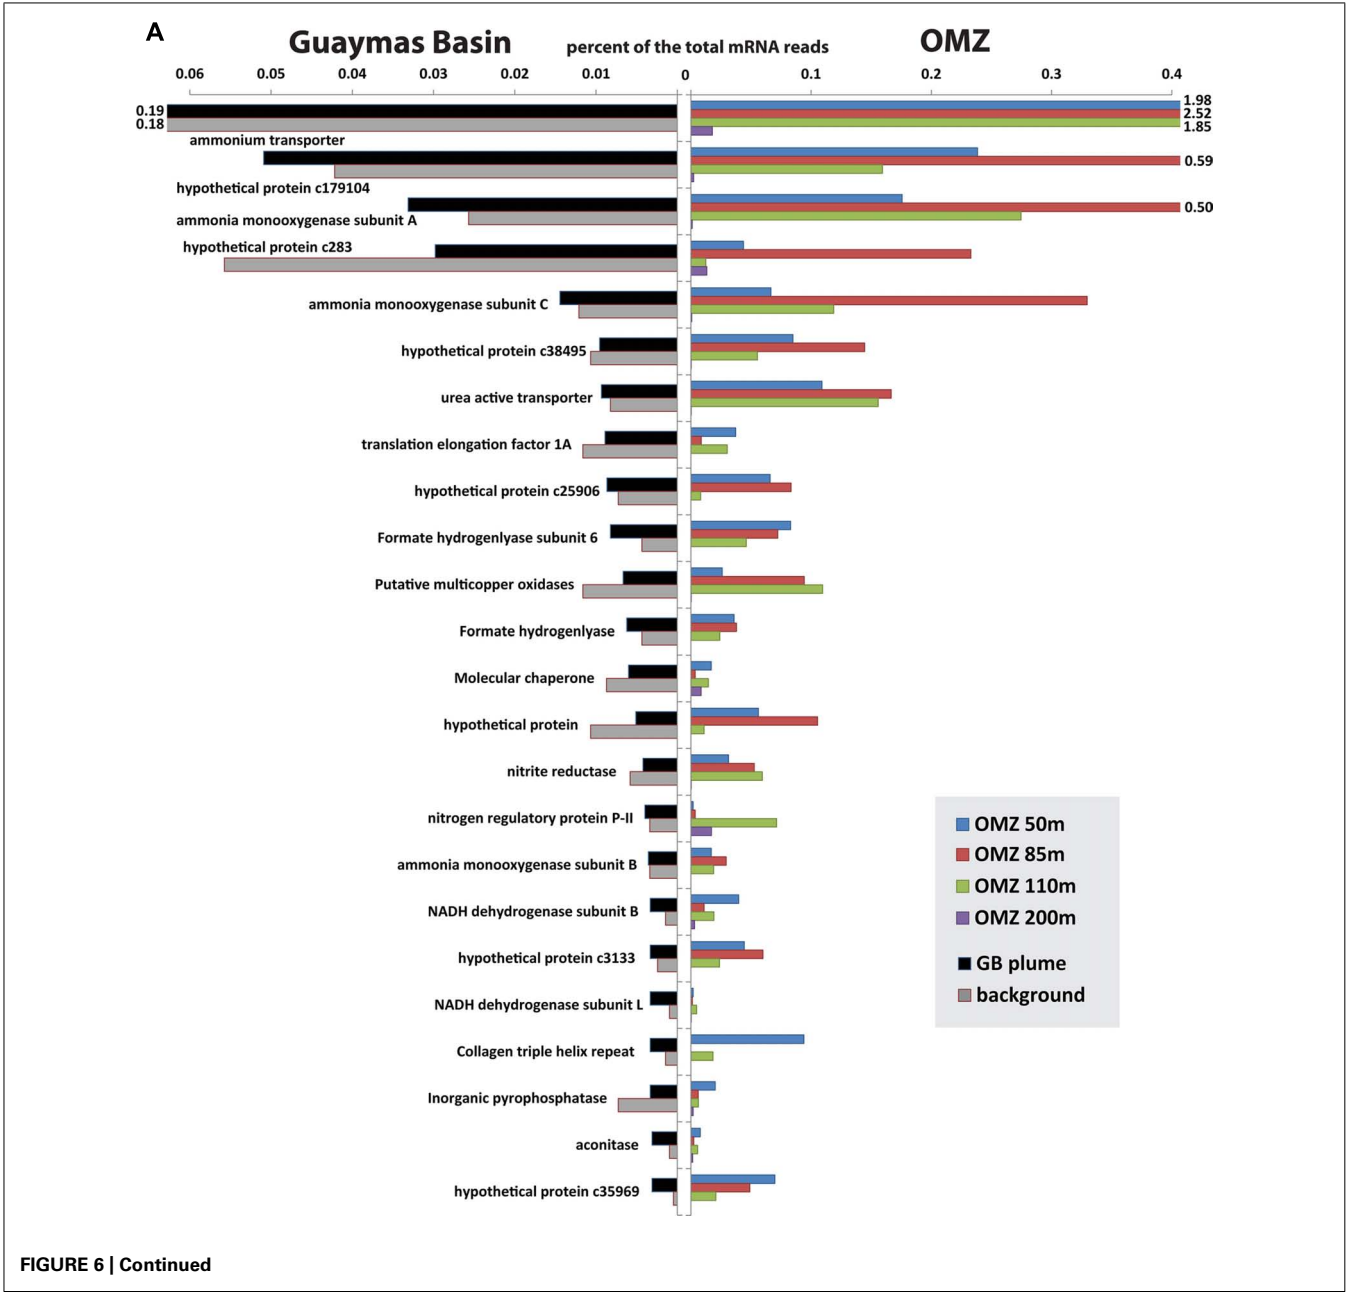 A
Guaymas Basin percent of the total mRNA reads OMZ
0.06 0.05 0.04 0.03 0.02 0.01 0 0.1 0.2 0.3 0.4
0.19 1.98
0.18 2.52
1.85
ammonium transporter
0.59
hypothetical protein c179104
0.50
ammonia monooxygenase subunit A
hypothetical protein c283
ammonia monooxygenase subunit C
hypothetical protein c38495
urea active transporter
translation elongation factor 1A
hypothetical protein c25906
Formate hydrogenlyase subunit 6
Putative multicopper oxidases
Formate hydrogenlyase
Molecular chaperone
hypothetical protein
nitrite reductase
nitrogen regulatory protein P-II
ammonia monooxygenase subunit B
NADH dehydrogenase subunit B
hypothetical protein c3133
NADH dehydrogenase subunit L
Collagen triple helix repeat
Inorganic pyrophosphatase
aconitase
hypothetical protein c35969
OMZ 50m
OMZ 85m
OMZ 110m
OMZ 200m
GB plume
background
FIGURE 6 | Continued